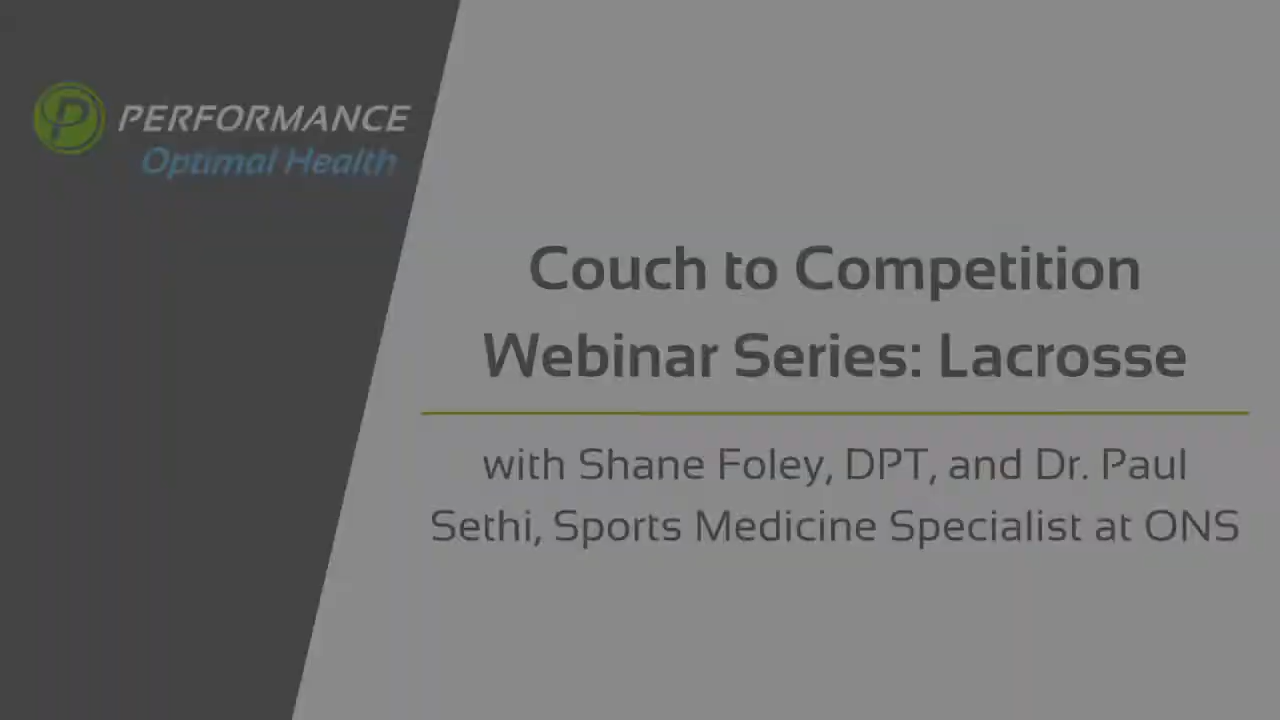 PERFORMANCE
Optimal Health
Couch to Competition
Webinar Series: Lacrosse
with Shane Foley, DPT, and Dr. Paul
Sethi, Sports Medicine Specialist at ONS